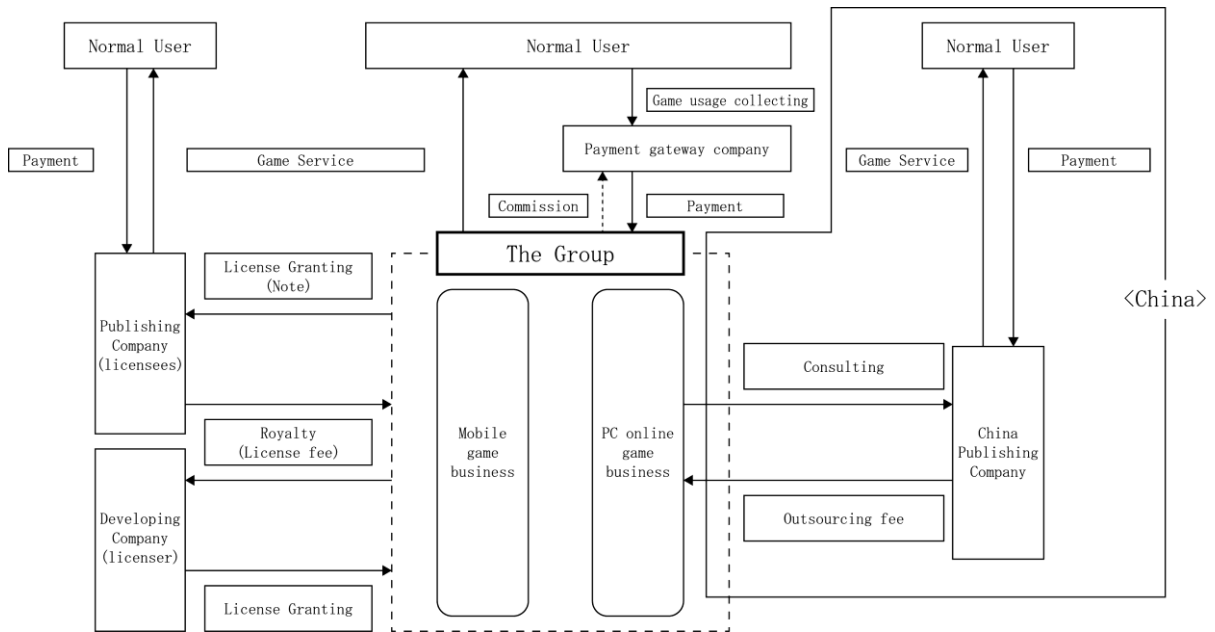 Normal User
Normal User
Normal User
Game usage collecting
Payment gateway company
Payment
Game Service
Game Service
Payment
Commission
Payment
The Group
License Granting
(Note)
<China>
Publishing
Company
(licensees)
Consulting
Royalty
(License fee)
Mobile
game
business
PC online
game
business
China
Publishing
Company
Developing
Company
(licenser)
Outsourcing fee
License Granting